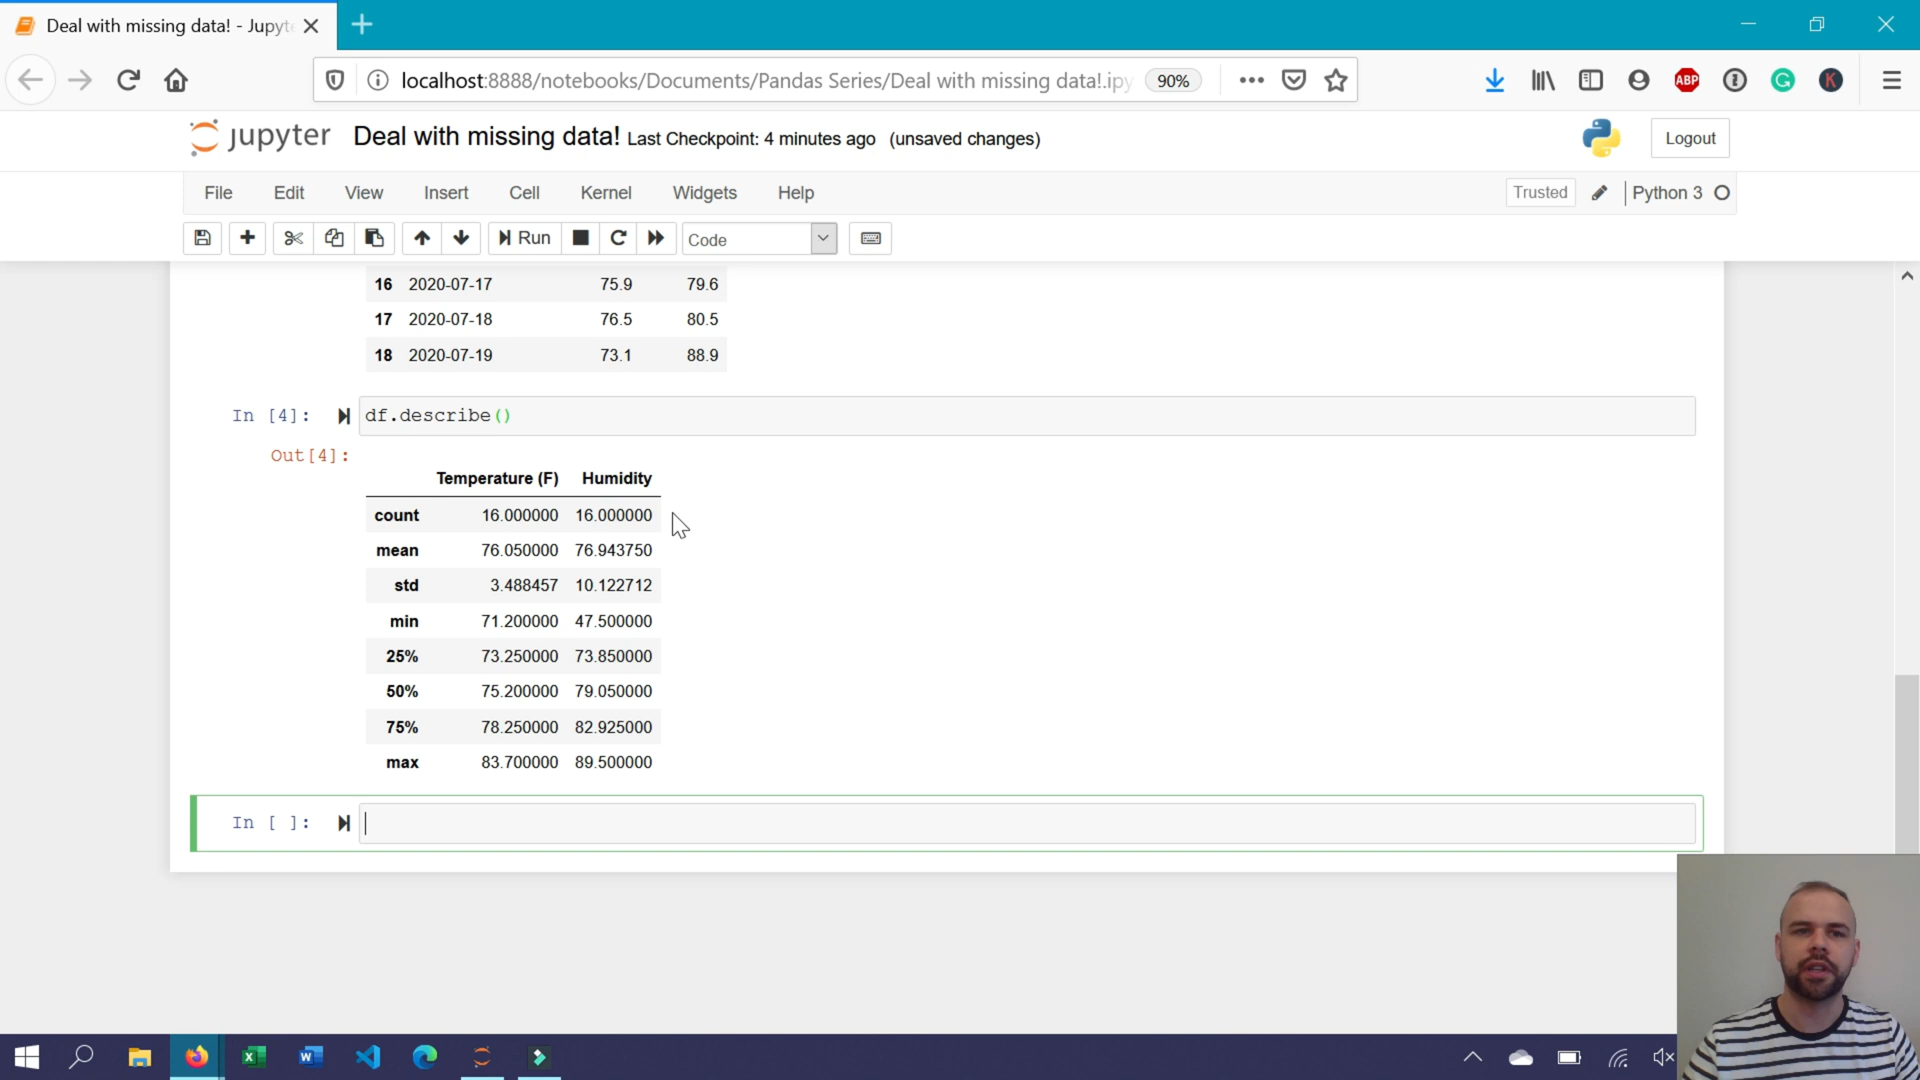 Deal with missing data! - Jupyte
localhost:8888/notebooks/Documents/Pandas Series/Deal with missing data!.ipy 90%
ABP
K
jupyter Deal with missing data! Last Checkpoint: 4 minutes ago (unsaved changes)
Logout
File Edit View Insert Cell Kernel Widgets Help
Trusted Python 3
Run Code
16 2020-07-17 75.9 79.6
17 2020-07-18 76.5 80.5
18 2020-07-19 73.1 88.9
In [4]: df.describe()
Out[4]:
Temperature (F) Humidity
count 16.000000 16.000000
mean 76.050000 76.943750
std 3.488457 10.122712
min 71.200000 47.500000
25% 73.250000 73.850000
50% 75.200000 79.050000
75% 78.250000 82.925000
max 83.700000 89.500000
In [ ]: